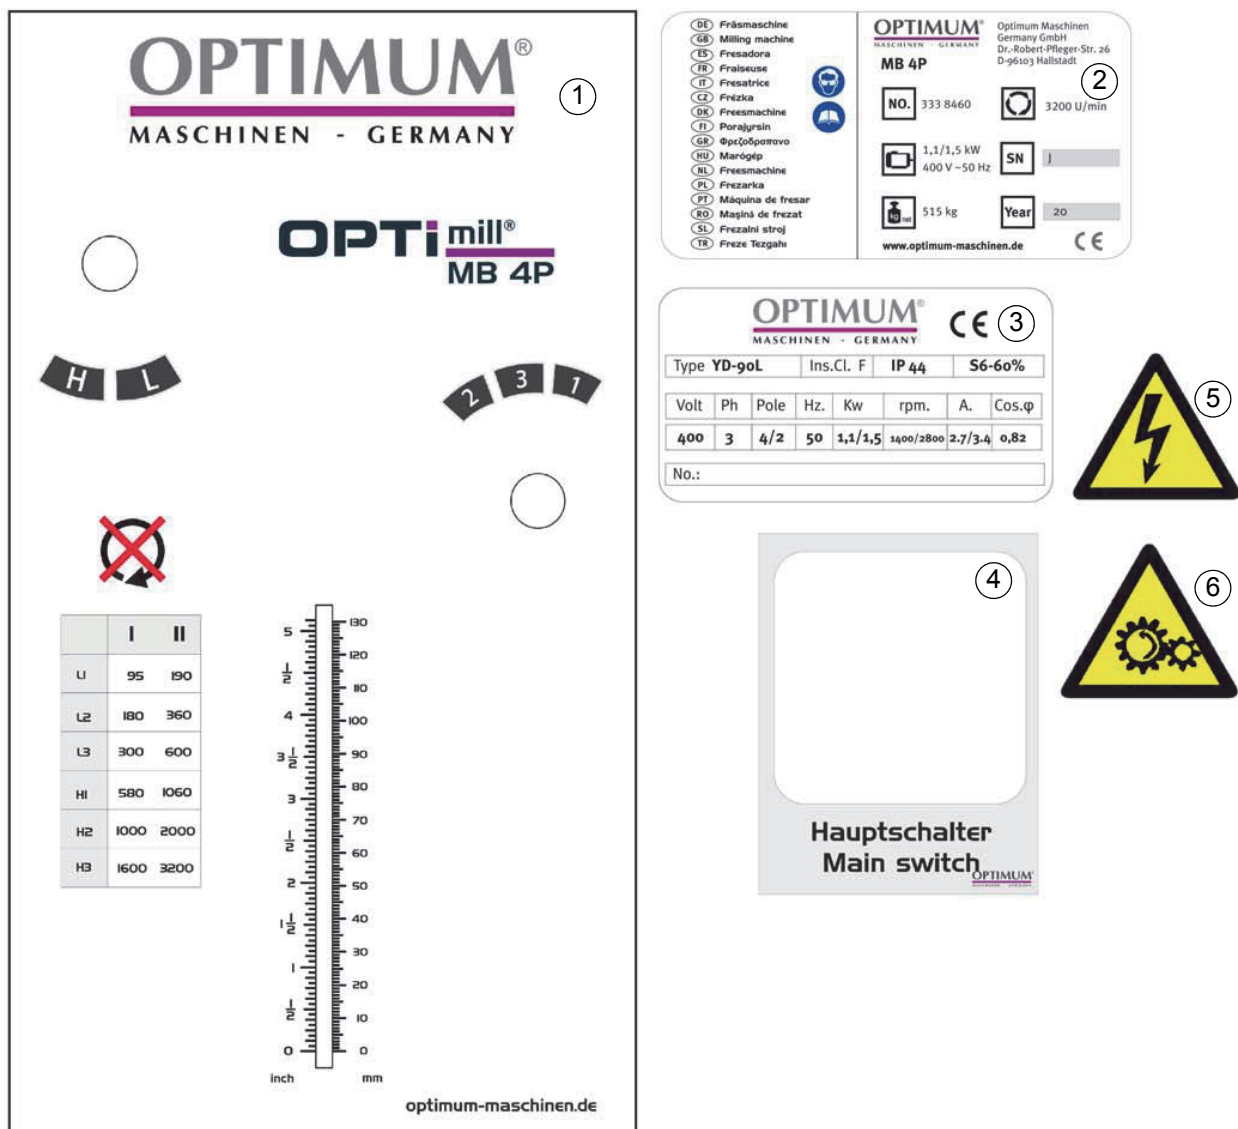 OPTIMUM®
MASCHINEN - GERMANY
1
OPTi mill®
MB 4P
H L
2 3 1
I II
L1 95 190
L2 180 360
L3 300 600
H1 580 1060
H2 1000 2000
H3 1600 3200
5
1/2
4
3 1/2
3
1/2
2
1 1/2
1
1/2
0
inch
130
120
110
100
90
80
70
60
50
40
30
20
10
0
mm
optimum-maschinen.de
DE Fräsmaschine
GB Milling machine
ES Fresadora
FR Fraiseuse
IT Fresatrice
CZ Frézka
DK Freesmachine
FI Porajyrsin
GR Φρεζοδραπανο
HU Marógép
NL Freesmachine
PL Frezarka
PT Máquina de fresar
RO Maşină de frezat
SL Frezalni stroj
TR Freze Tezgahı
OPTIMUM®
MASCHINEN - GERMANY
MB 4P
Optimum Maschinen
Germany GmbH
Dr.-Robert-Pfleger-Str. 26
D-96103 Hallstadt
2
NO. 333 8460
3200 U/min
1,1/1,5 kW
400 V ~50 Hz
SN J
kg net 515 kg
Year 20
www.optimum-maschinen.de CE
OPTIMUM®
MASCHINEN - GERMANY
CE
3
Type YD-90L Ins.Cl. F IP 44 S6-60%
Volt Ph Pole Hz. Kw rpm. A. Cos.φ
400 3 4/2 50 1,1/1,5 1400/2800 2.7/3.4 0,82
No.:
5
4
6
Hauptschalter
Main switch
OPTIMUM®
MASCHINEN - GERMANY